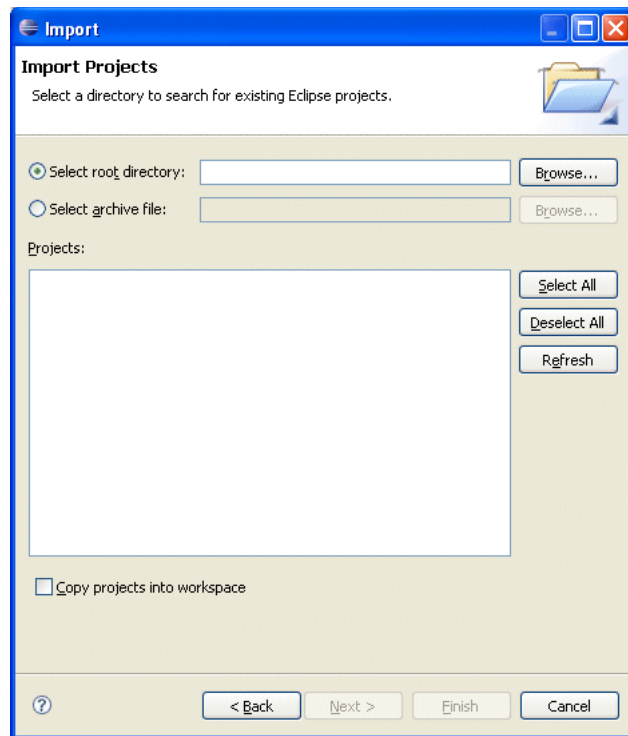 Import
Import Projects
Select a directory to search for existing Eclipse projects.
Select root directory: Browse...
Select archive file: Browse...
Projects:
Select All
Deselect All
Refresh
Copy projects into workspace
? < Back Next > Finish Cancel